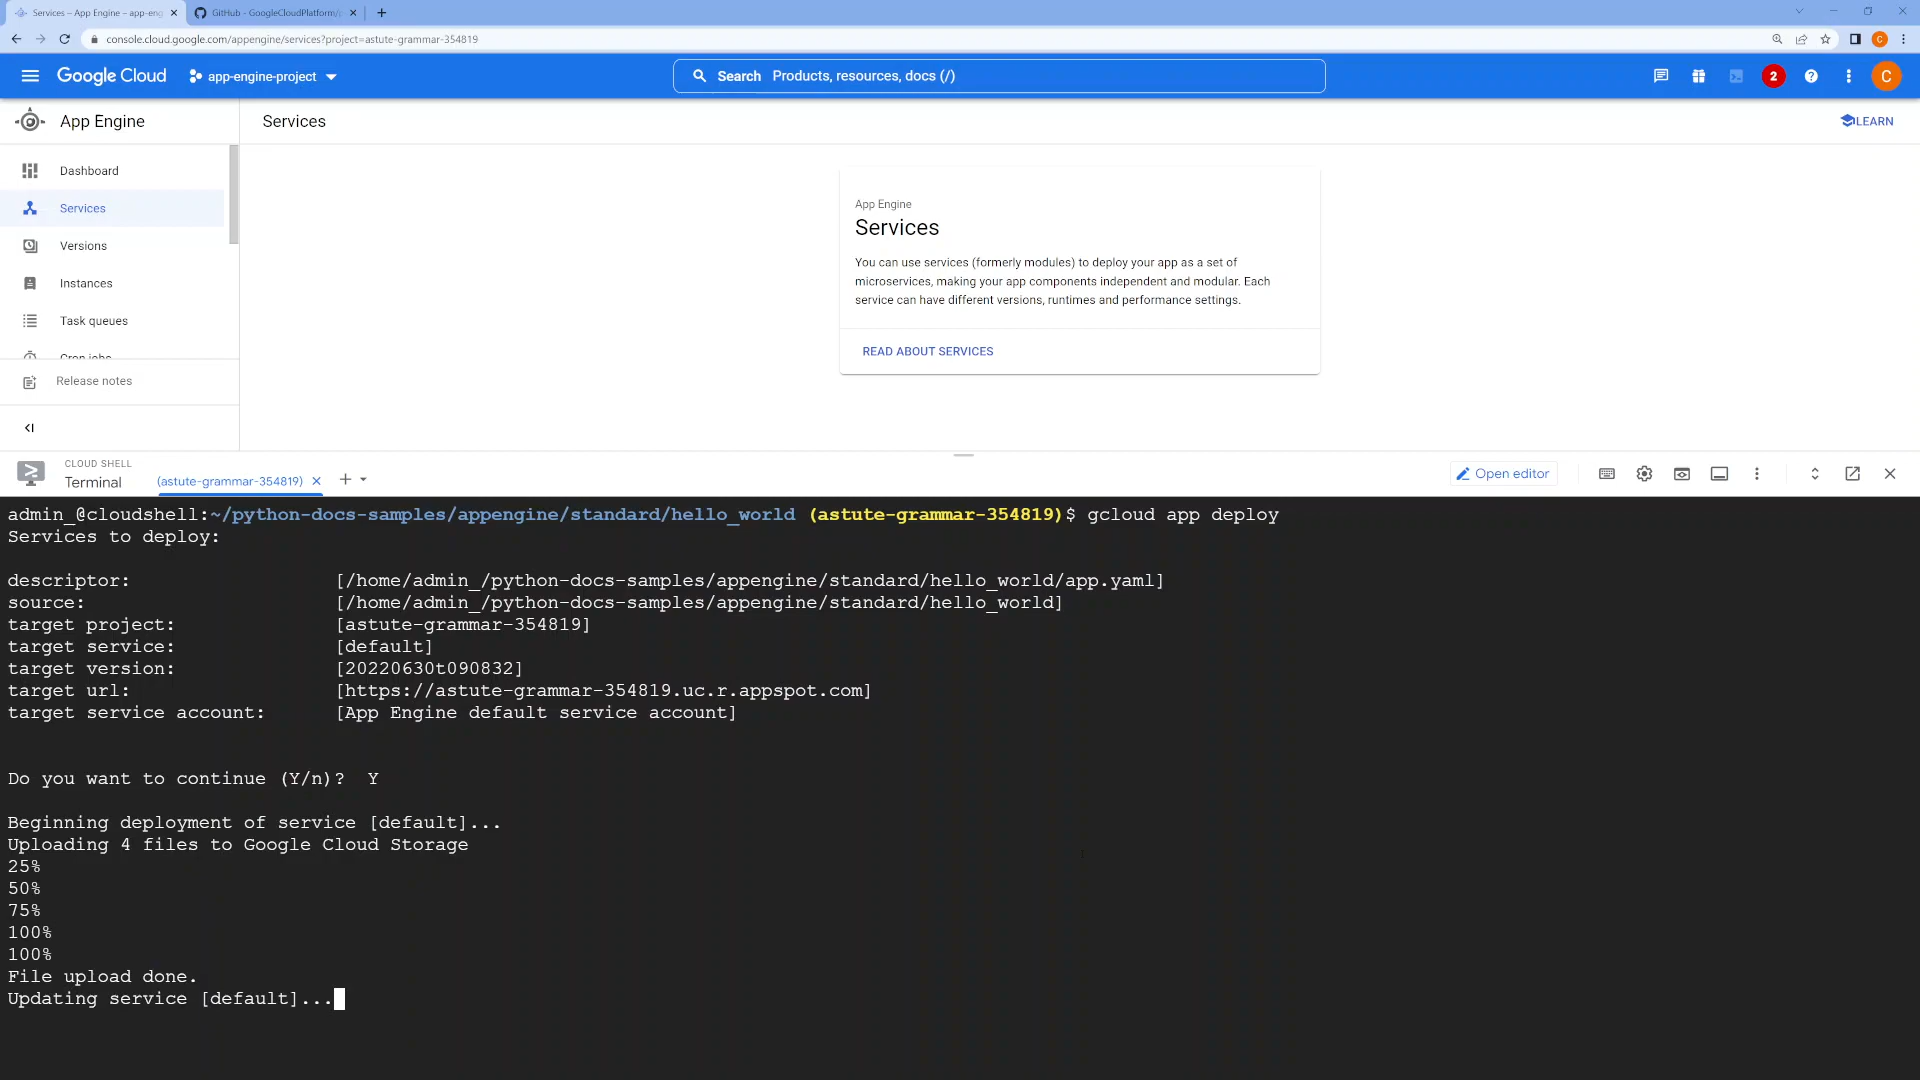 Services – App Engine – app-eng
GitHub - GoogleCloudPlatform/p
console.cloud.google.com/appengine/services?project=astute-grammar-354819
C
Google Cloud
app-engine-project
Search Products, resources, docs (/)
2
C
App Engine
Services
LEARN
Dashboard
Services
Versions
Instances
Task queues
Cron jobs
Release notes
App Engine
Services
You can use services (formerly modules) to deploy your app as a set of
microservices, making your app components independent and modular. Each
service can have different versions, runtimes and performance settings.
READ ABOUT SERVICES
CLOUD SHELL
Terminal
(astute-grammar-354819)
Open editor
admin_@cloudshell:~/python-docs-samples/appengine/standard/hello_world (astute-grammar-354819)$ gcloud app deploy
Services to deploy:
descriptor: [/home/admin_/python-docs-samples/appengine/standard/hello_world/app.yaml]
source: [/home/admin_/python-docs-samples/appengine/standard/hello_world]
target project: [astute-grammar-354819]
target service: [default]
target version: [20220630t090832]
target url: [https://astute-grammar-354819.uc.r.appspot.com]
target service account: [App Engine default service account]
Do you want to continue (Y/n)? Y
Beginning deployment of service [default]...
Uploading 4 files to Google Cloud Storage
25%
50%
75%
100%
100%
File upload done.
Updating service [default]...